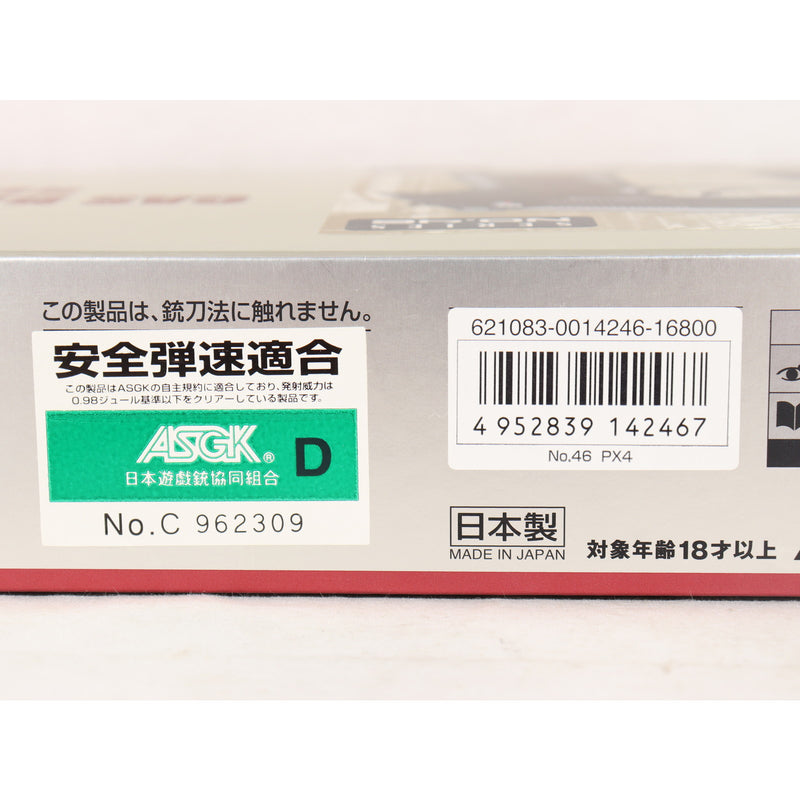 この製品は、銃刀法に触れません。
安全弾速適合
この製品はASGKの自主規約に適合しており、発射威力は
0.98ジュール基準以下をクリアーしている製品です。
ASGK® D
日本遊戯銃協同組合
No.C 962309
621083-0014246-16800
4 952839 142467
No.46 PX4
日本製
MADE IN JAPAN
対象年齢18才以上